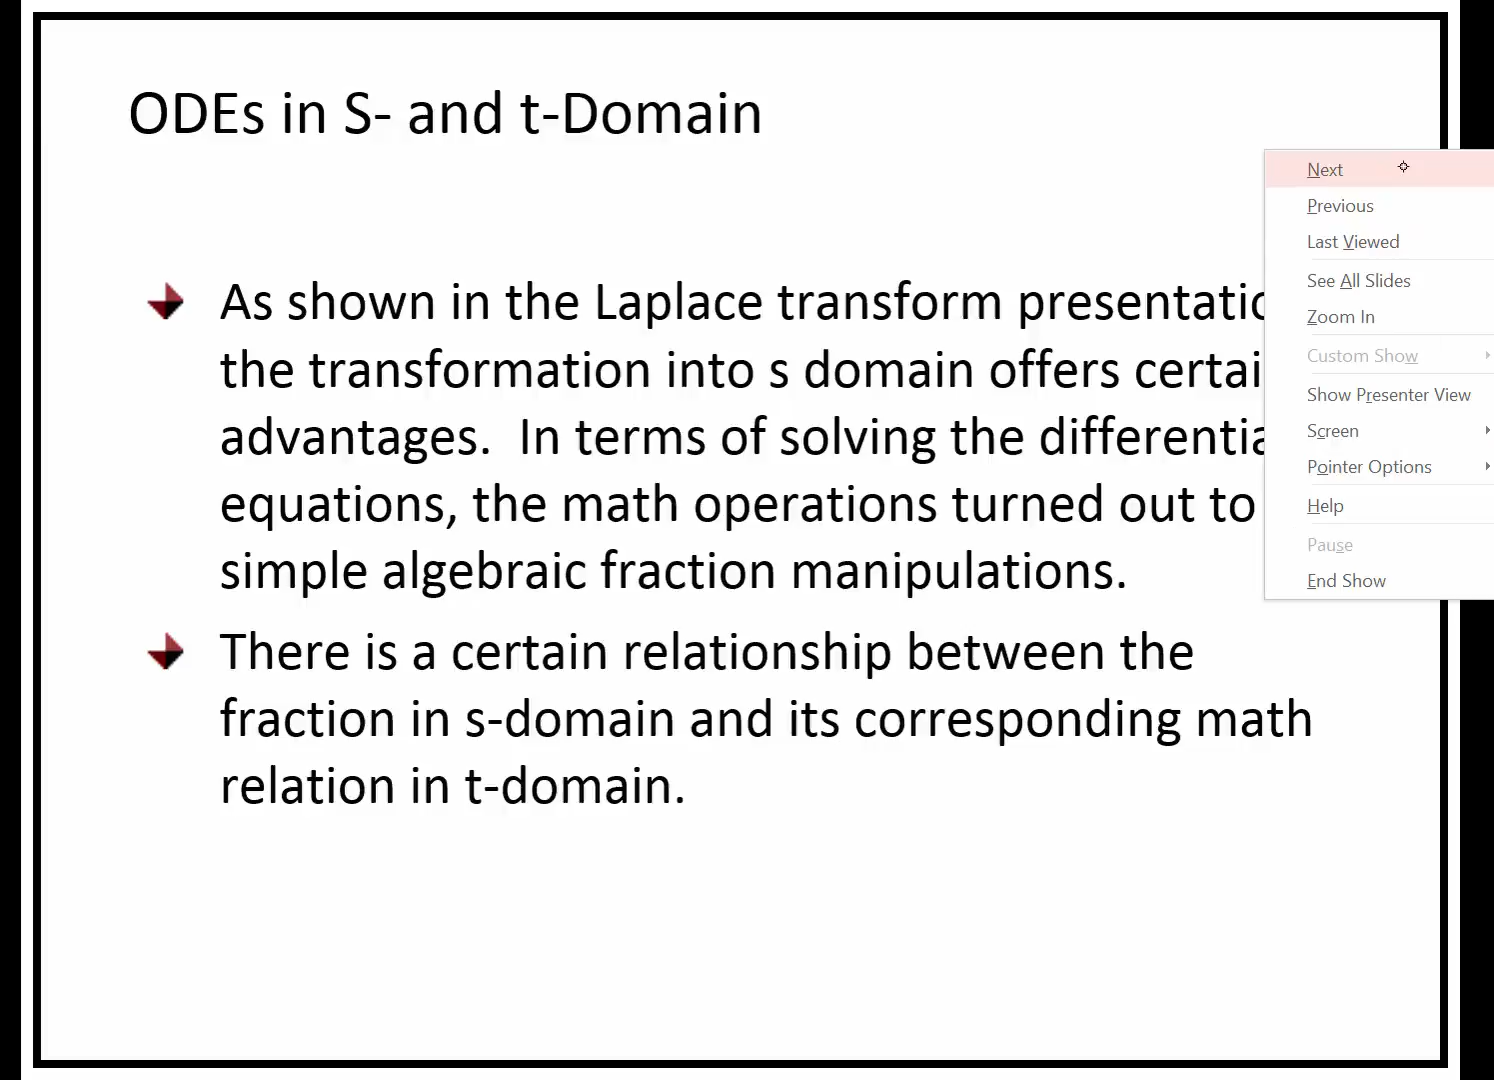 ODEs in S- and t-Domain
As shown in the Laplace transform
the transformation into s domain offers
advantages.  In terms of solving the
equations, the math operations turned out to
simple algebraic fraction manipulations.
There is a certain relationship between the
fraction in s-domain and its corresponding math
relation in t-domain.
Next
Previous
Last Viewed
See All Slides
Zoom In
Custom Show
Show Presenter View
Screen
Pointer Options
Help
Pause
End Show